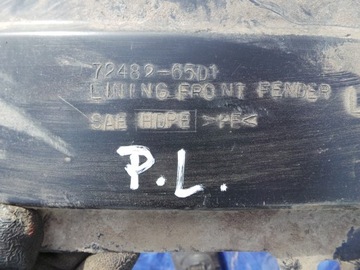 72482-65D1
LINING, FRONT FENDER
SAE HDPE >PE<
P.L.